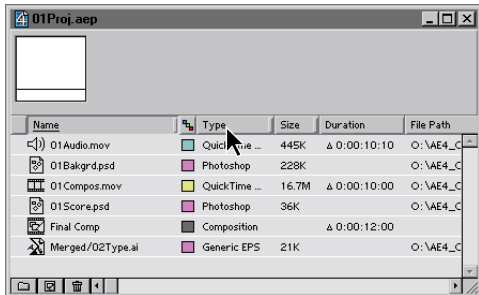 01Proj.aep
Name Type Size Duration File Path
01Audio.mov QuickTime ... 445K Δ 0:00:10:10 O:\AE4_C
01Bakgrd.psd Photoshop 228K O:\AE4_C
01Compos.mov QuickTime ... 16.7M Δ 0:00:10:00 O:\AE4_C
01Score.psd Photoshop 36K O:\AE4_C
Final Comp Composition Δ 0:00:12:00
Merged/02Type.ai Generic EPS 21K O:\AE4_C